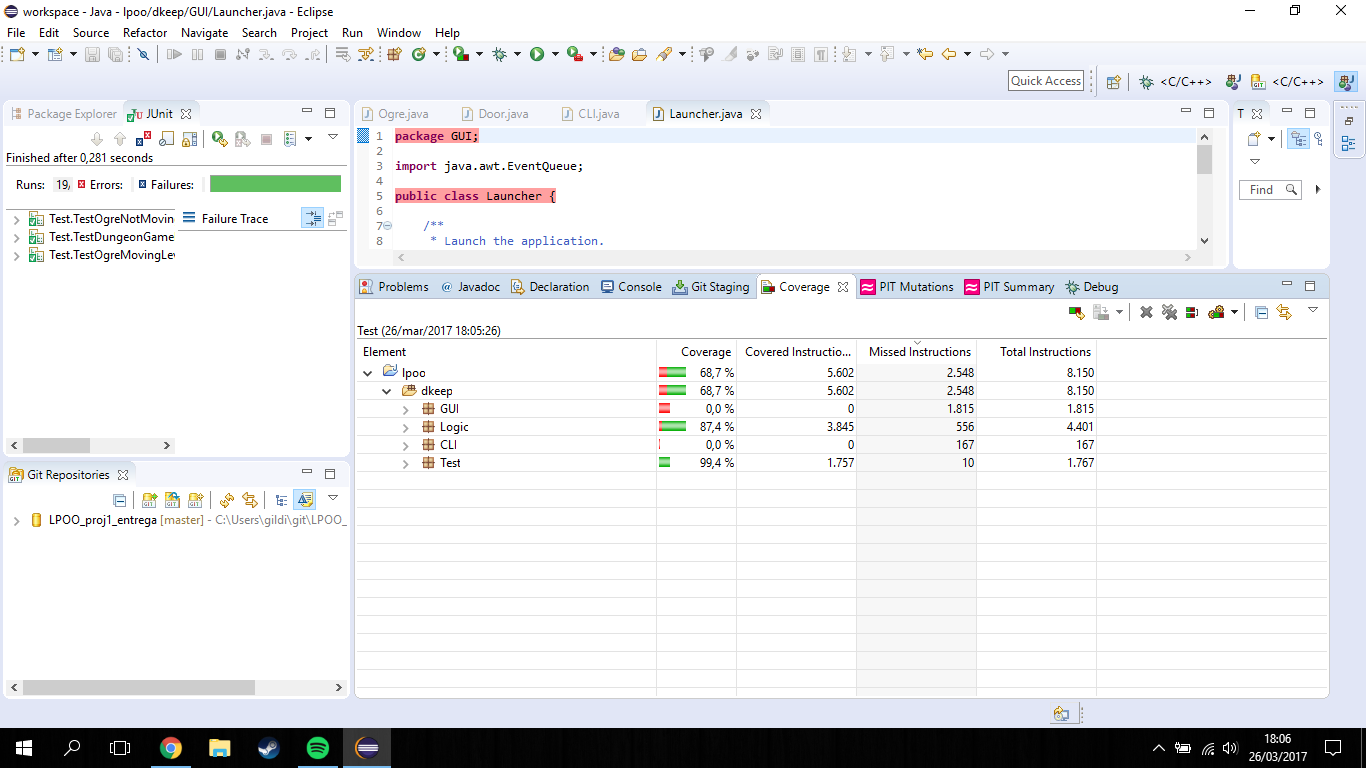 workspace - Java - lpoo/dkeep/GUI/Launcher.java - Eclipse
File Edit Source Refactor Navigate Search Project Run Window Help
Quick Access <C/C++> <C/C++>
Package Explorer JUnit
Finished after 0,281 seconds
Runs: 19, Errors: Failures:
Test.TestOgreNotMovin
Test.TestDungeonGame
Test.TestOgreMovingLe
Failure Trace
Ogre.java Door.java CLI.java Launcher.java
1 package GUI;
2
3 import java.awt.EventQueue;
4
5 public class Launcher {
6
7 /**
8 * Launch the application.
T
Find
Problems @ Javadoc Declaration Console Git Staging Coverage PIT Mutations PIT Summary Debug
Test (26/mar/2017 18:05:26)
Element Coverage Covered Instructio... Missed Instructions Total Instructions
lpoo 68,7 % 5.602 2.548 8.150
dkeep 68,7 % 5.602 2.548 8.150
GUI 0,0 % 0 1.815 1.815
Logic 87,4 % 3.845 556 4.401
CLI 0,0 % 0 167 167
Test 99,4 % 1.757 10 1.767
Git Repositories
LPOO_proj1_entrega [master] - C:\Users\gildi\git\LPOO_
18:06
26/03/2017